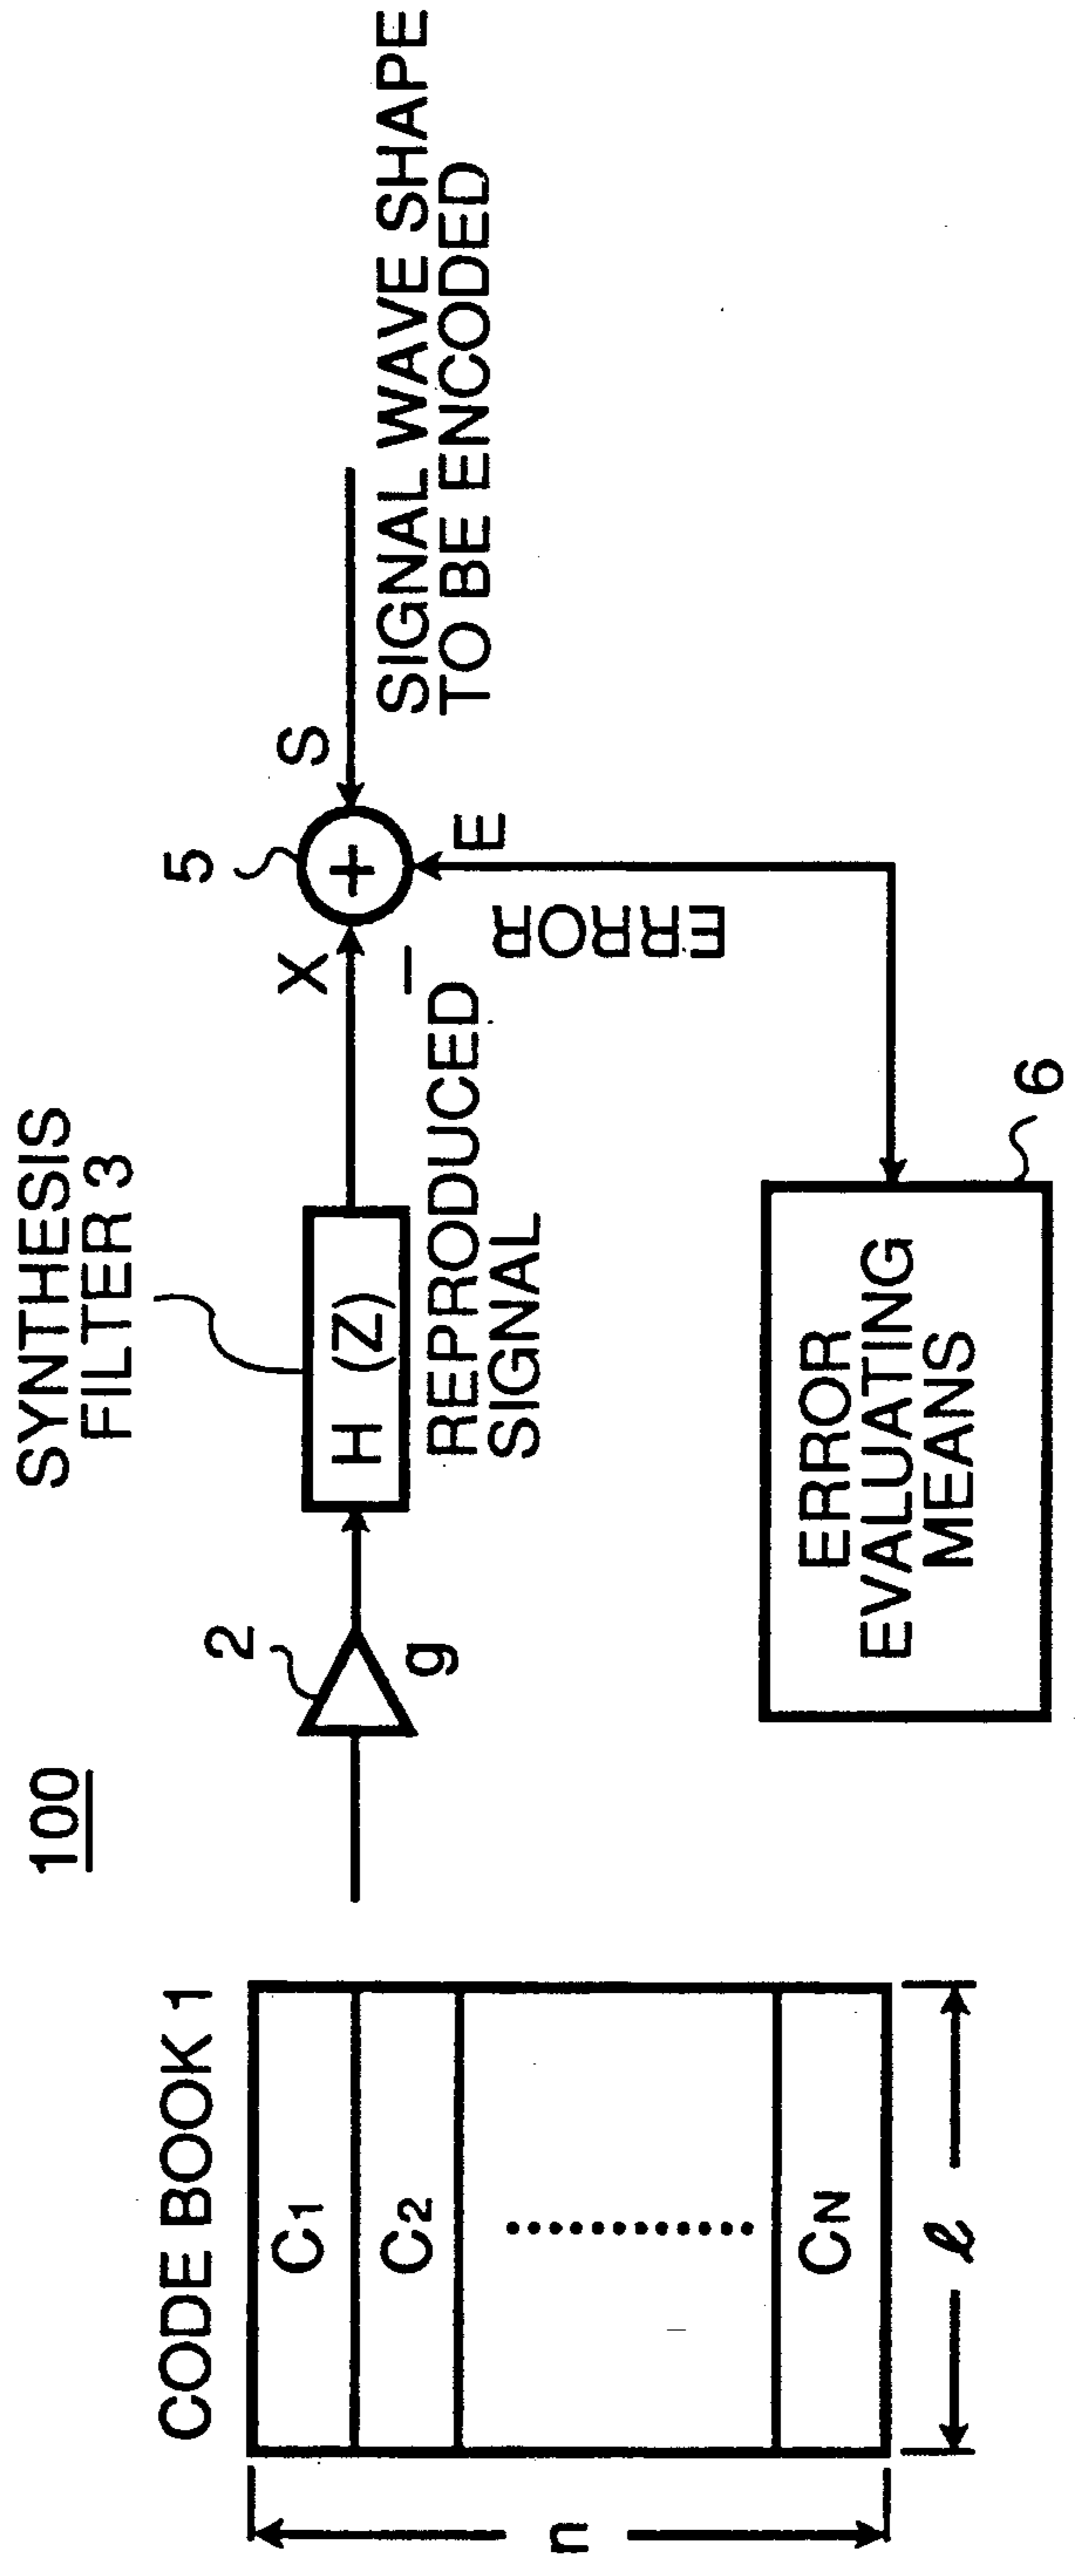 100
CODE BOOK 1
C1
C2
CN
n
ℓ
2
g
SYNTHESIS
FILTER 3
H (Z)
REPRODUCED
SIGNAL
X
−
5
+
S
SIGNAL WAVE SHAPE
TO BE ENCODED
E
ERROR
ERROR
EVALUATING
MEANS
6